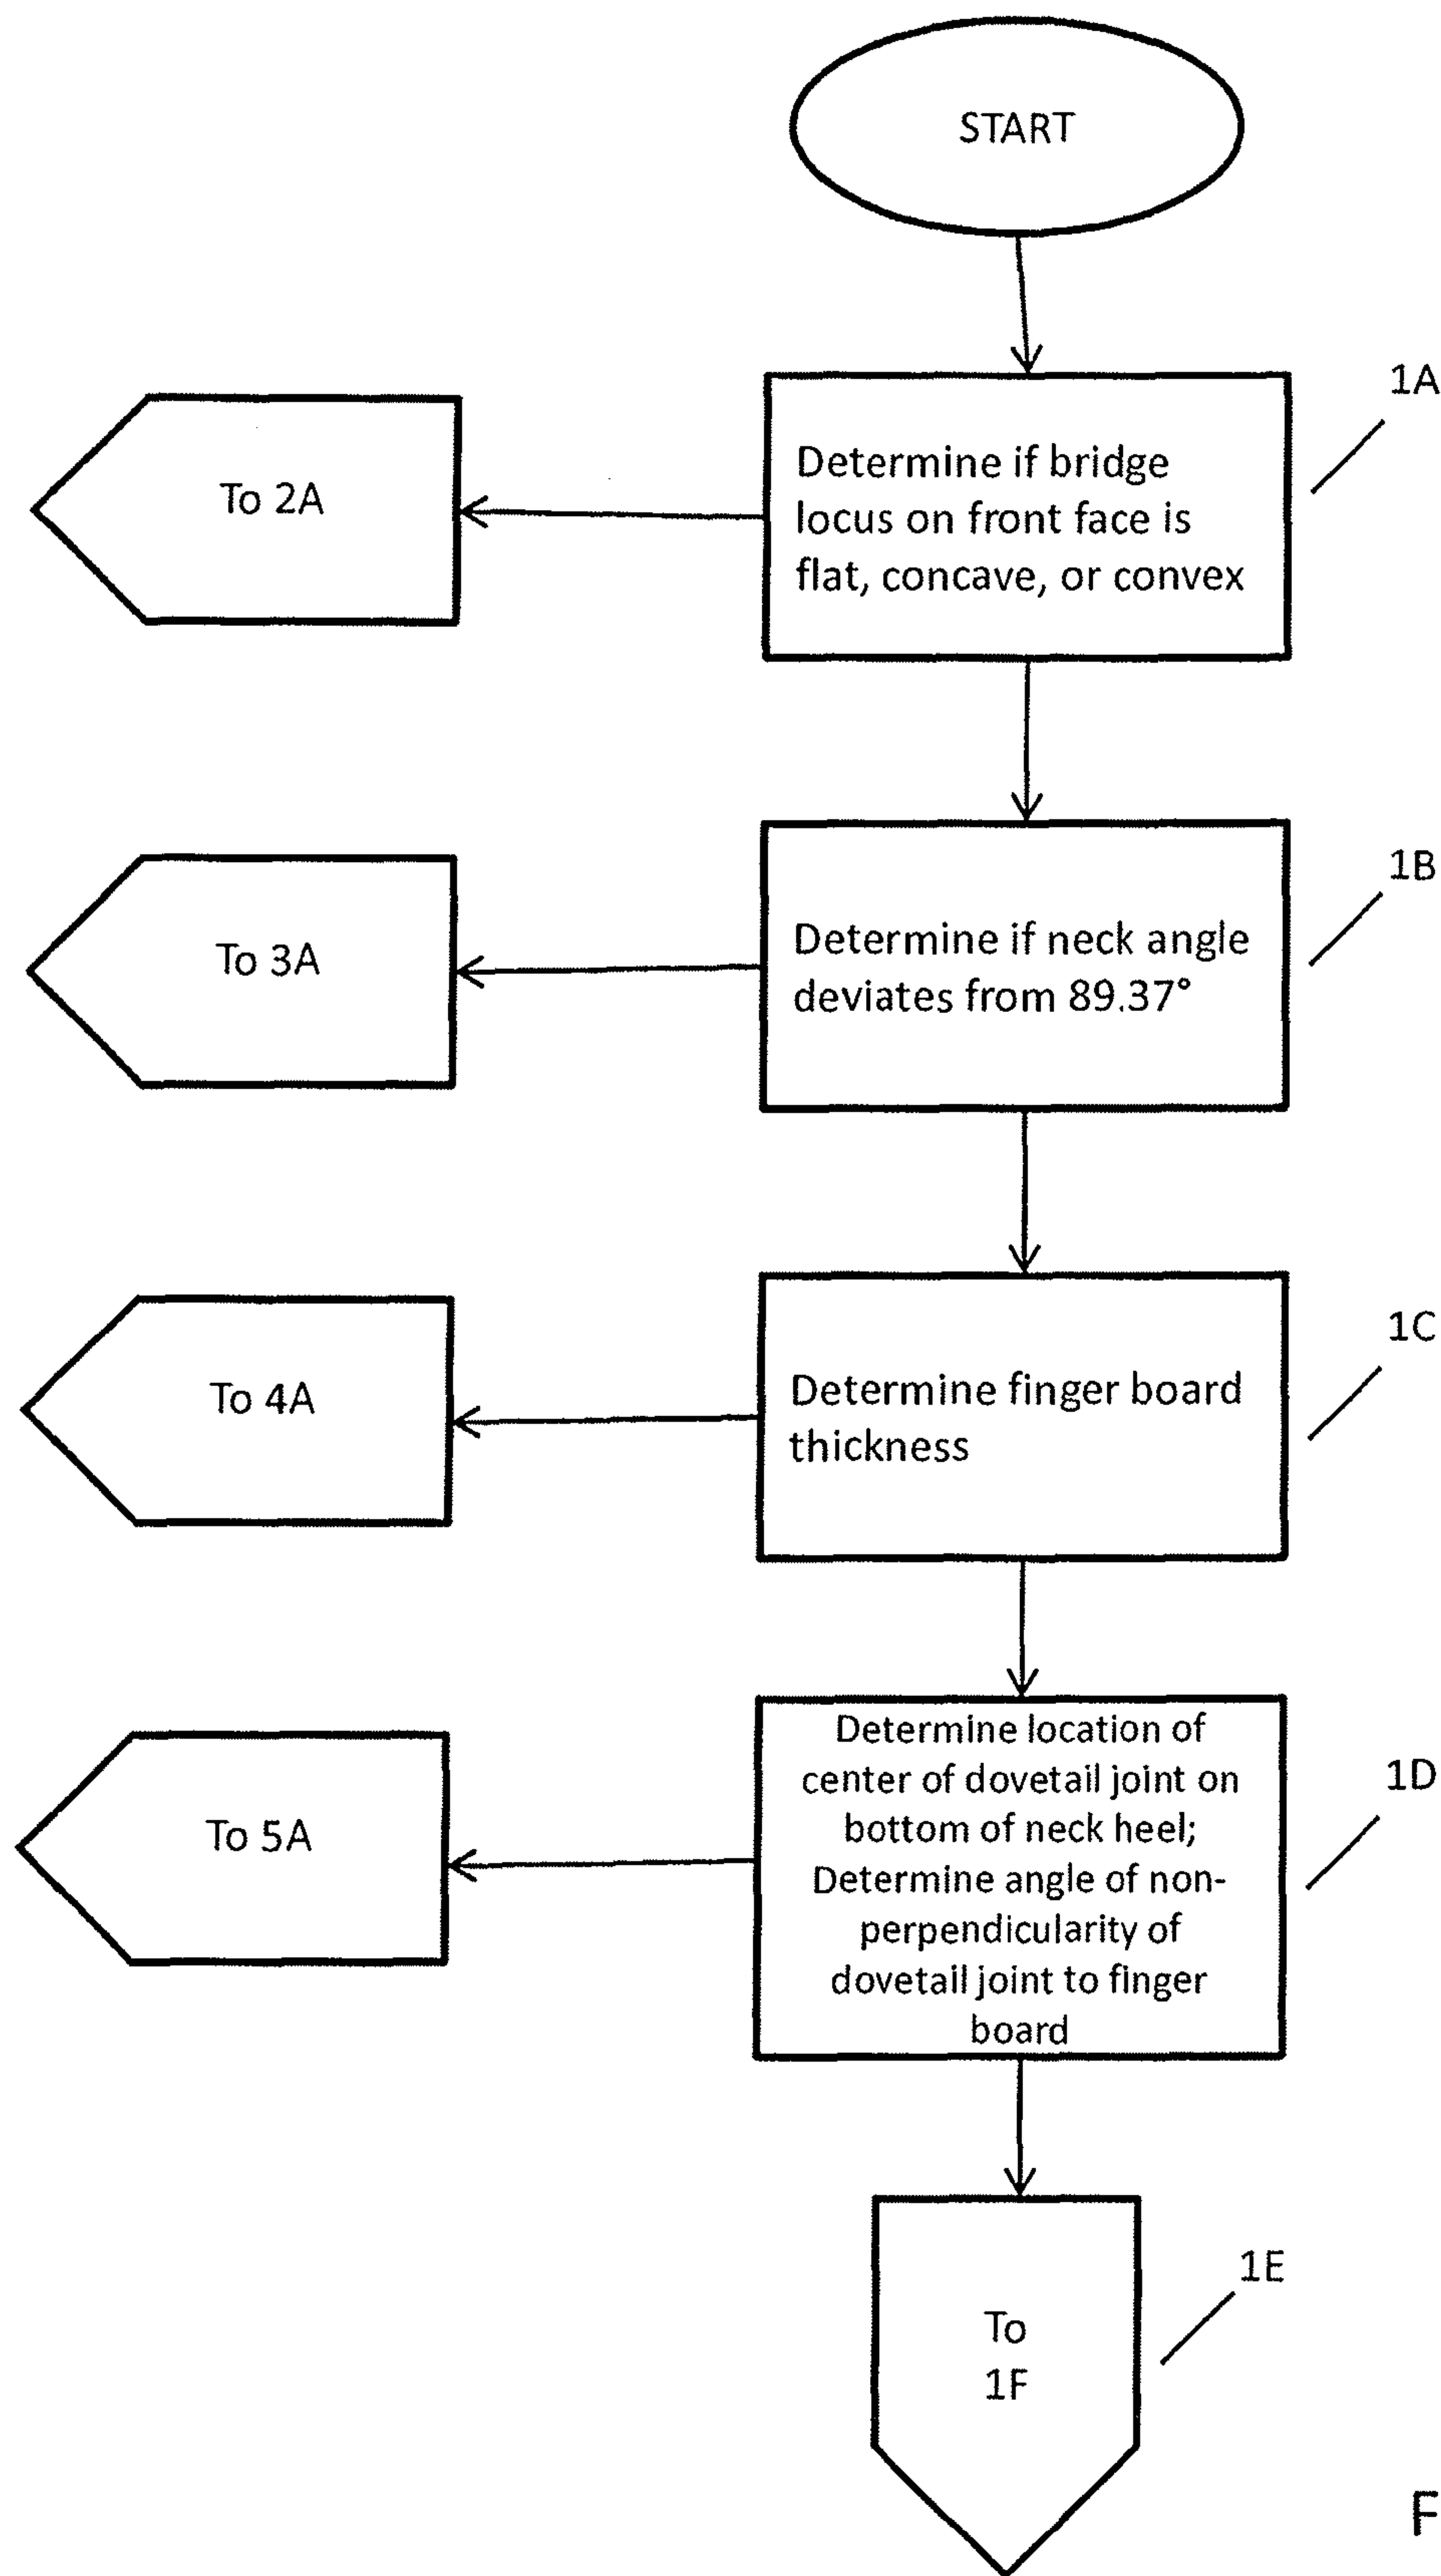 START
1A
Determine if bridge
locus on front face is
flat, concave, or convex
To 2A
1B
Determine if neck angle
deviates from 89.37°
To 3A
1C
Determine finger board
thickness
To 4A
1D
Determine location of
center of dovetail joint on
bottom of neck heel;
Determine angle of non-
perpendicularity of
dovetail joint to finger
board
To 5A
1E
To
1F
F